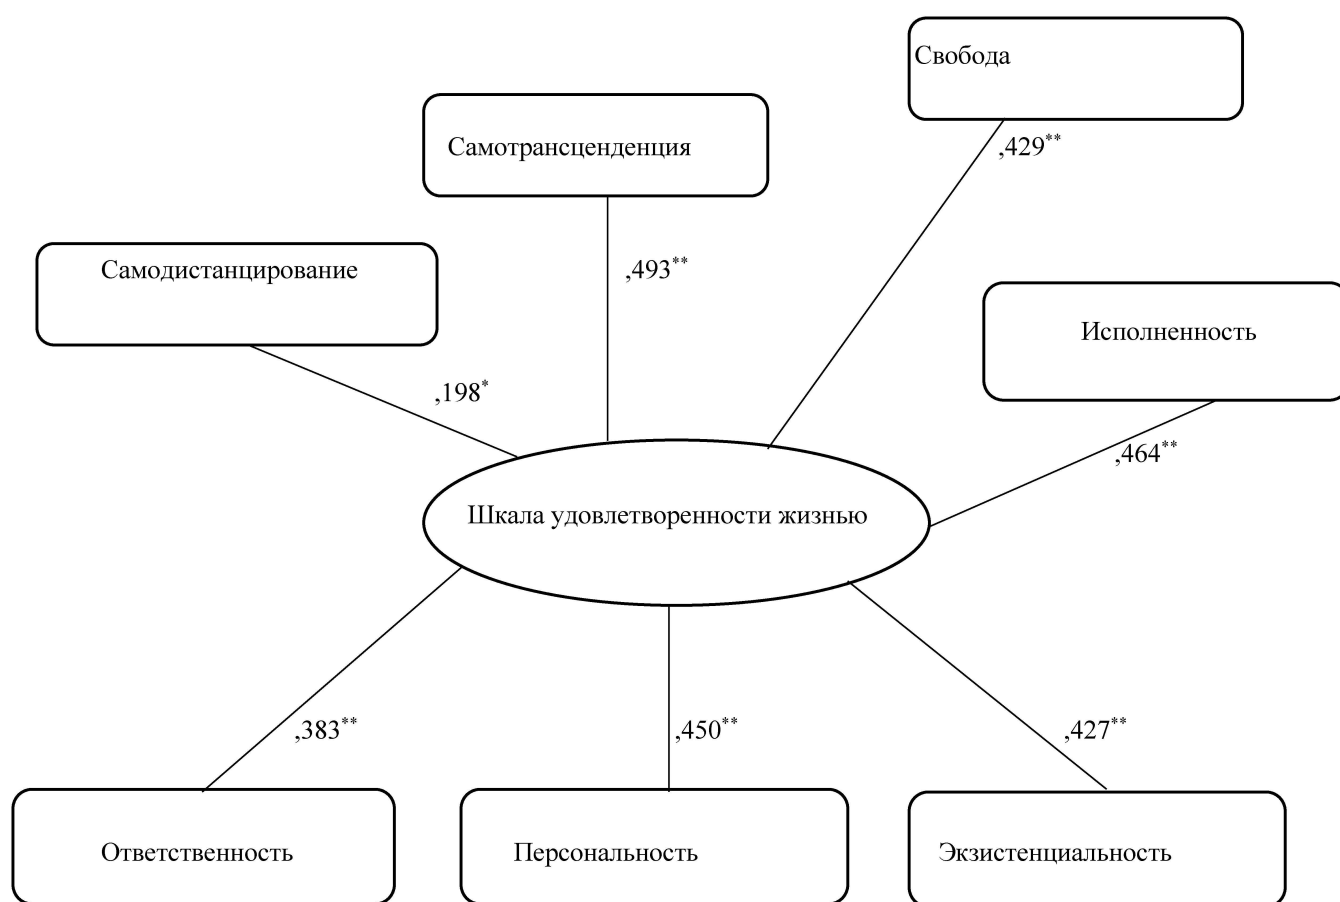 Свобода
,429**
Самотрансценденция
,493**
Самодистанцирование
,198*
Исполненность
,464**
Шкала удовлетворенности жизнью
,383**
,450**
,427**
Ответственность
Персональность
Экзистенциальность